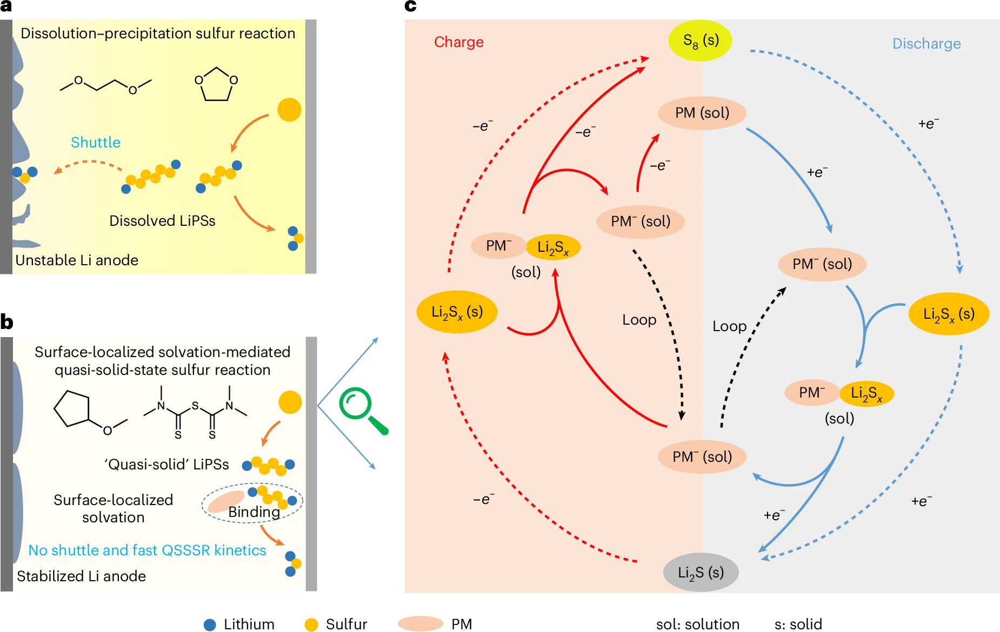 a
Dissolution–precipitation sulfur reaction
O
O
O
O
Shuttle
Dissolved LiPSs
Unstable Li anode
b
Surface-localized solvation-mediated
quasi-solid-state sulfur reaction
O
N
S
N
S
S
'Quasi-solid' LiPSs
Surface-localized
solvation
Binding
No shuttle and fast QSSSR kinetics
Stabilized Li anode
c
Charge
Discharge
S₈ (s)
PM (sol)
–e⁻
–e⁻
–e⁻
+e⁻
+e⁻
PM⁻ (sol)
PM⁻
Li₂Sₓ
(sol)
Li₂Sₓ (s)
Loop
Loop
PM⁻ (sol)
Li₂Sₓ (s)
PM⁻
Li₂Sₓ
(sol)
PM⁻ (sol)
–e⁻
+e⁻
+e⁻
Li₂S (s)
Lithium
Sulfur
PM
sol: solution
s: solid